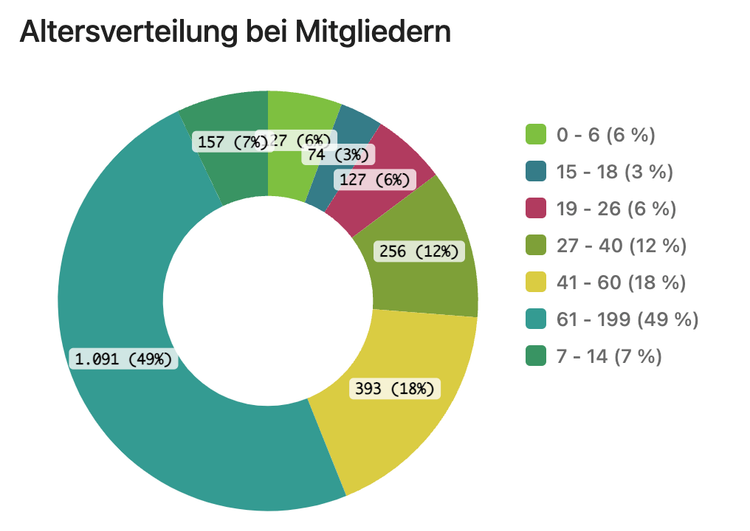 Altersverteilung bei Mitgliedern
157 (7%)
27 (6%)
74 (3%)
127 (6%)
256 (12%)
393 (18%)
1.091 (49%)
0 - 6 (6 %)
15 - 18 (3 %)
19 - 26 (6 %)
27 - 40 (12 %)
41 - 60 (18 %)
61 - 199 (49 %)
7 - 14 (7 %)